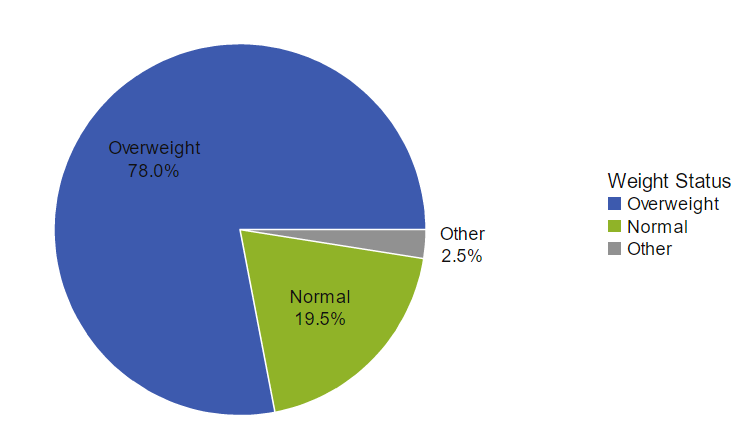 Overweight
78.0%
Other
2.5%
Normal
19.5%
Weight Status
Overweight
Normal
Other